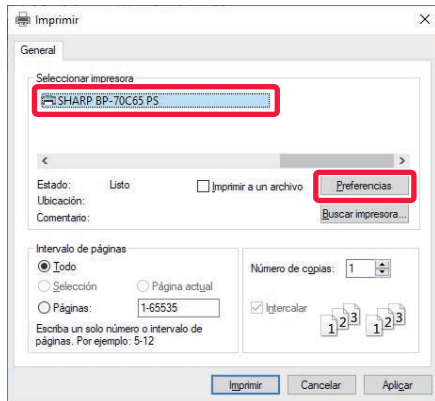 Imprimir
General
Seleccionar impresora
SHARP BP-70C65 PS
Estado: Listo
Imprimir a un archivo
Preferencias
Ubicación:
Comentario:
Buscar impresora...
Intervalo de páginas
Todo
Selección
Página actual
Páginas:
1-65535
Escriba un solo número o intervalo de
páginas. Por ejemplo: 5-12
Número de copias:
1
Intercalar
1 2 3
1 2 3
Imprimir
Cancelar
Aplicar